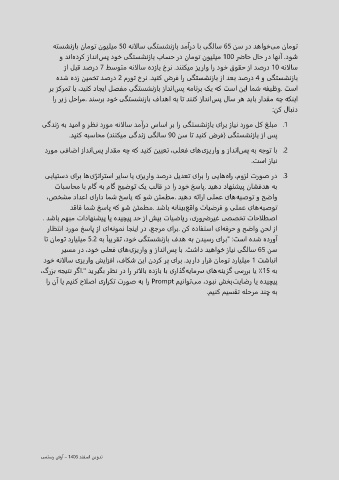 تومان می‌خواهد در سن 65 سالگی با درآمد بازنشستگی سالانه 50 میلیون تومان بازنشسته
شود. آنها در حال حاضر 100 میلیون تومان در حساب بازنشستگی خود پس‌انداز کرده‌اند و
سالانه 10 درصد از حقوق خود را واریز میکنند. نرخ بازده سالانه متوسط 7 درصد قبل از
بازنشستگی و 4 درصد بعد از بازنشستگی را فرض کنید. نرخ تورم 2 درصد تخمین زده شده
است. وظیفه شما این است که یک برنامه پس‌انداز بازنشستگی مفصل ایجاد کنید، با تمرکز بر
اینکه چه مقدار باید هر سال پس‌انداز کنند تا به اهداف بازنشستگی خود برسند. مراحل زیر را
دنبال کن:
1. مبلغ کل مورد نیاز برای بازنشستگی را بر اساس درآمد سالانه مورد نظر و امید به زندگی
پس از بازنشستگی (فرض کنید تا سن 90 سالگی زندگی میکنند) محاسبه کنید.
2. با توجه به پس‌انداز و واریزی‌های فعلی، تعیین کنید که چه مقدار پس‌انداز اضافی مورد
نیاز است.
3. در صورت لزوم، راه‌هایی را برای تعدیل درصد واریزی یا سایر استراتژی‌ها برای دستیابی
به هدفشان پیشنهاد دهید. پاسخ خود را در قالب یک توضیح گام به گام با محاسبات
واضح و توصیه‌های عملی ارائه دهید. مطمئن شو که پاسخ شما دارای اعداد مشخص،
توصیه‌های عملی و فرضیات واقع‌بینانه باشد. مطمئن شو که پاسخ شما فاقد
اصطلاحات تخصصی غیرضروری، ریاضیات بیش از حد پیچیده یا پیشنهادات مبهم باشد.
از لحن واضح و حرفه‌ای استفاده کن. برای مرجع، در اینجا نمونه‌ای از پاسخ مورد انتظار
آورده شده است: "برای رسیدن به هدف بازنشستگی خود، تقریباً به 5.2 میلیارد تومان تا
سن 65 سالگی نیاز خواهید داشت. با پس‌انداز و واریزی‌های فعلی خود، در مسیر
انباشت 1 میلیارد تومان قرار دارید. برای پر کردن این شکاف، افزایش واریزی سالانه خود
به 15٪ یا بررسی گزینه‌های سرمایه‌گذاری با بازده بالاتر را در نظر بگیرید." اگر نتیجه بزرگ،
پیچیده یا رضایت‌بخش نبود، می‌توانیم Prompt را به صورت تکراری اصلاح کنیم یا آن را
به چند مرحله تقسیم کنیم.
تدوین اسفند 1403 –